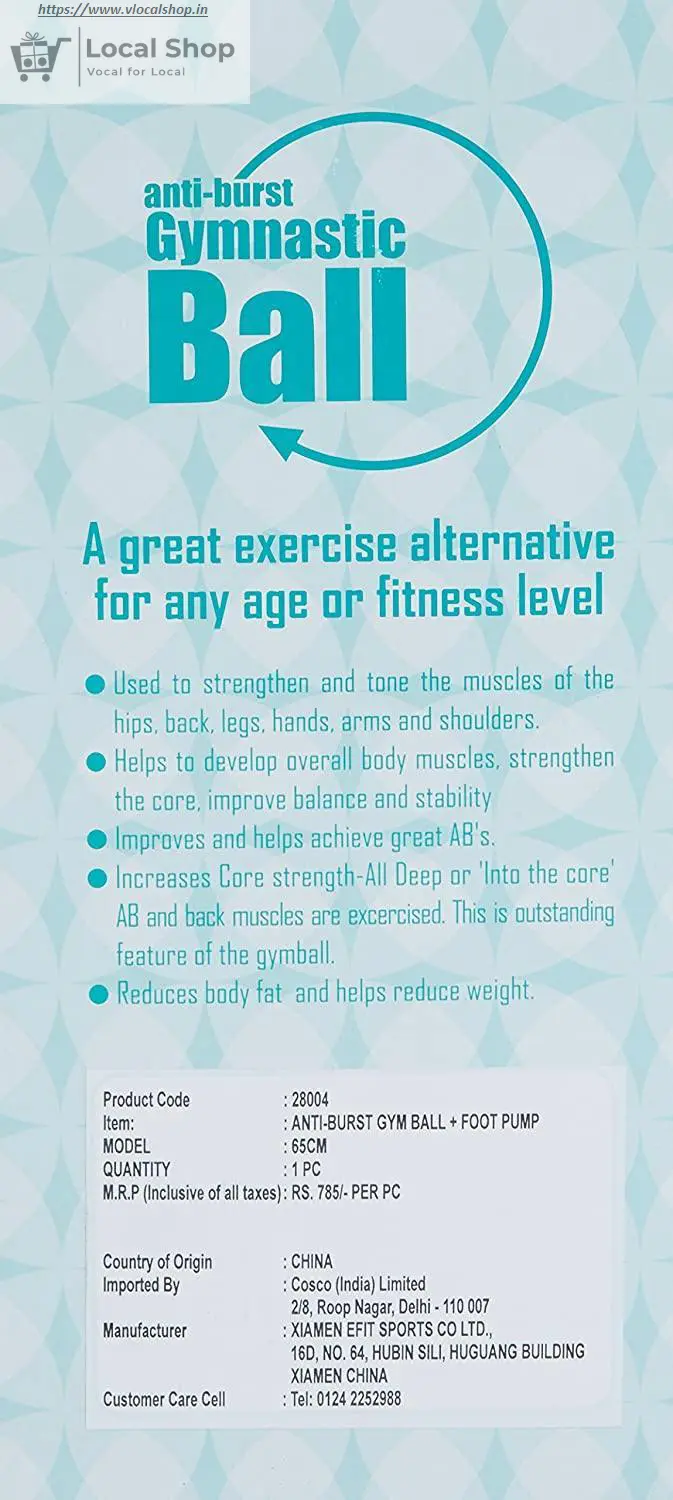 https://www.vlocalshop.in
Local Shop
Vocal for Local
anti-burst
Gymnastic
Ball
A great exercise alternative
for any age or fitness level
● Used to strengthen and tone the muscles of the
hips, back, legs, hands, arms and shoulders.
● Helps to develop overall body muscles, strengthen
the core, improve balance and stability
● Improves and helps achieve great AB's.
● Increases Core strength-All Deep or 'Into the core'
AB and back muscles are excercised. This is outstanding
feature of the gymball.
● Reduces body fat and helps reduce weight.
Product Code : 28004
Item: : ANTI-BURST GYM BALL + FOOT PUMP
MODEL : 65CM
QUANTITY : 1 PC
M.R.P (Inclusive of all taxes) : RS. 785/- PER PC
Country of Origin : CHINA
Imported By : Cosco (India) Limited
2/8, Roop Nagar, Delhi - 110 007
Manufacturer : XIAMEN EFIT SPORTS CO LTD.,
16D, NO. 64, HUBIN SILI, HUGUANG BUILDING
XIAMEN CHINA
Customer Care Cell : Tel: 0124 2252988